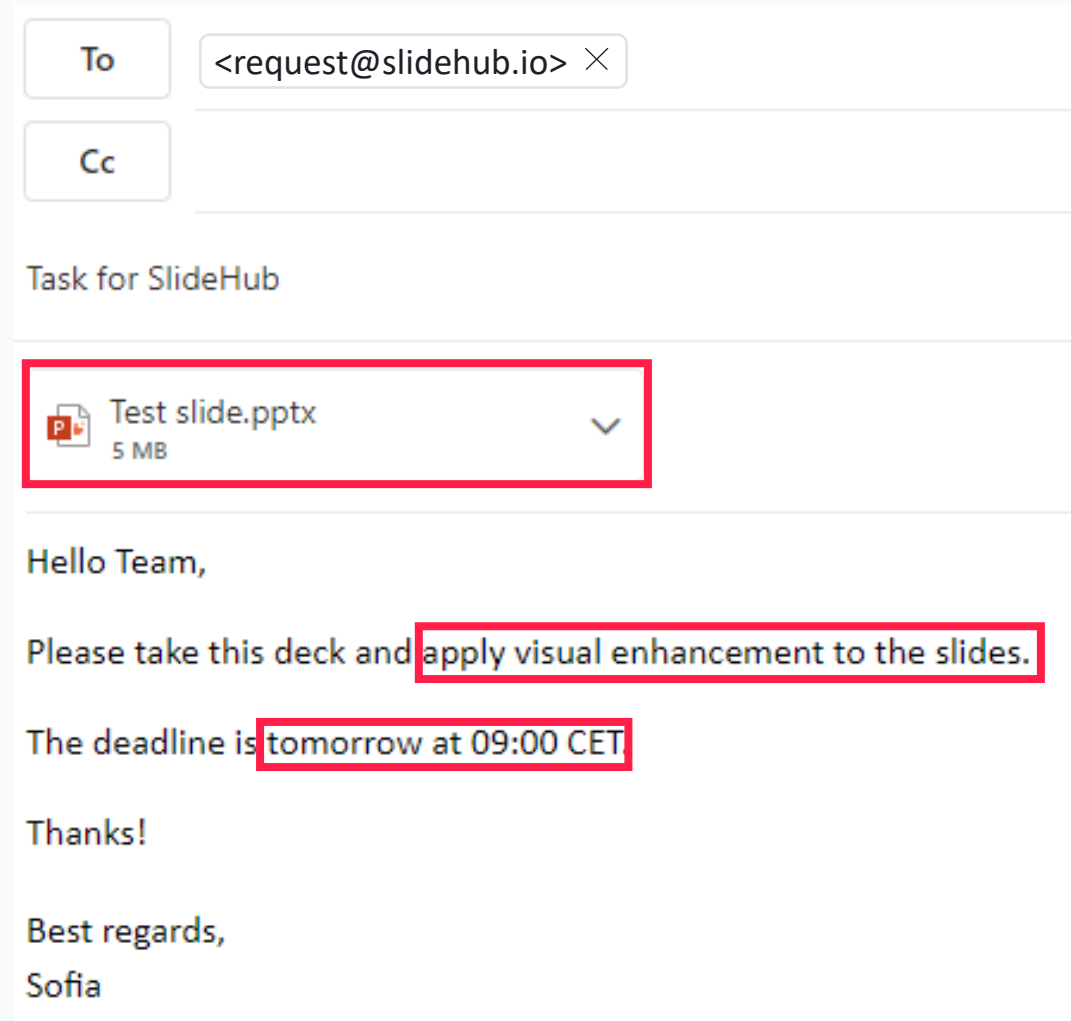 To
<request@slidehub.io>
Cc
Task for SlideHub
Test slide.pptx
5 MB
Hello Team,
Please take this deck and apply visual enhancement to the slides.
The deadline is tomorrow at 09:00 CET.
Thanks!
Best regards,
Sofia